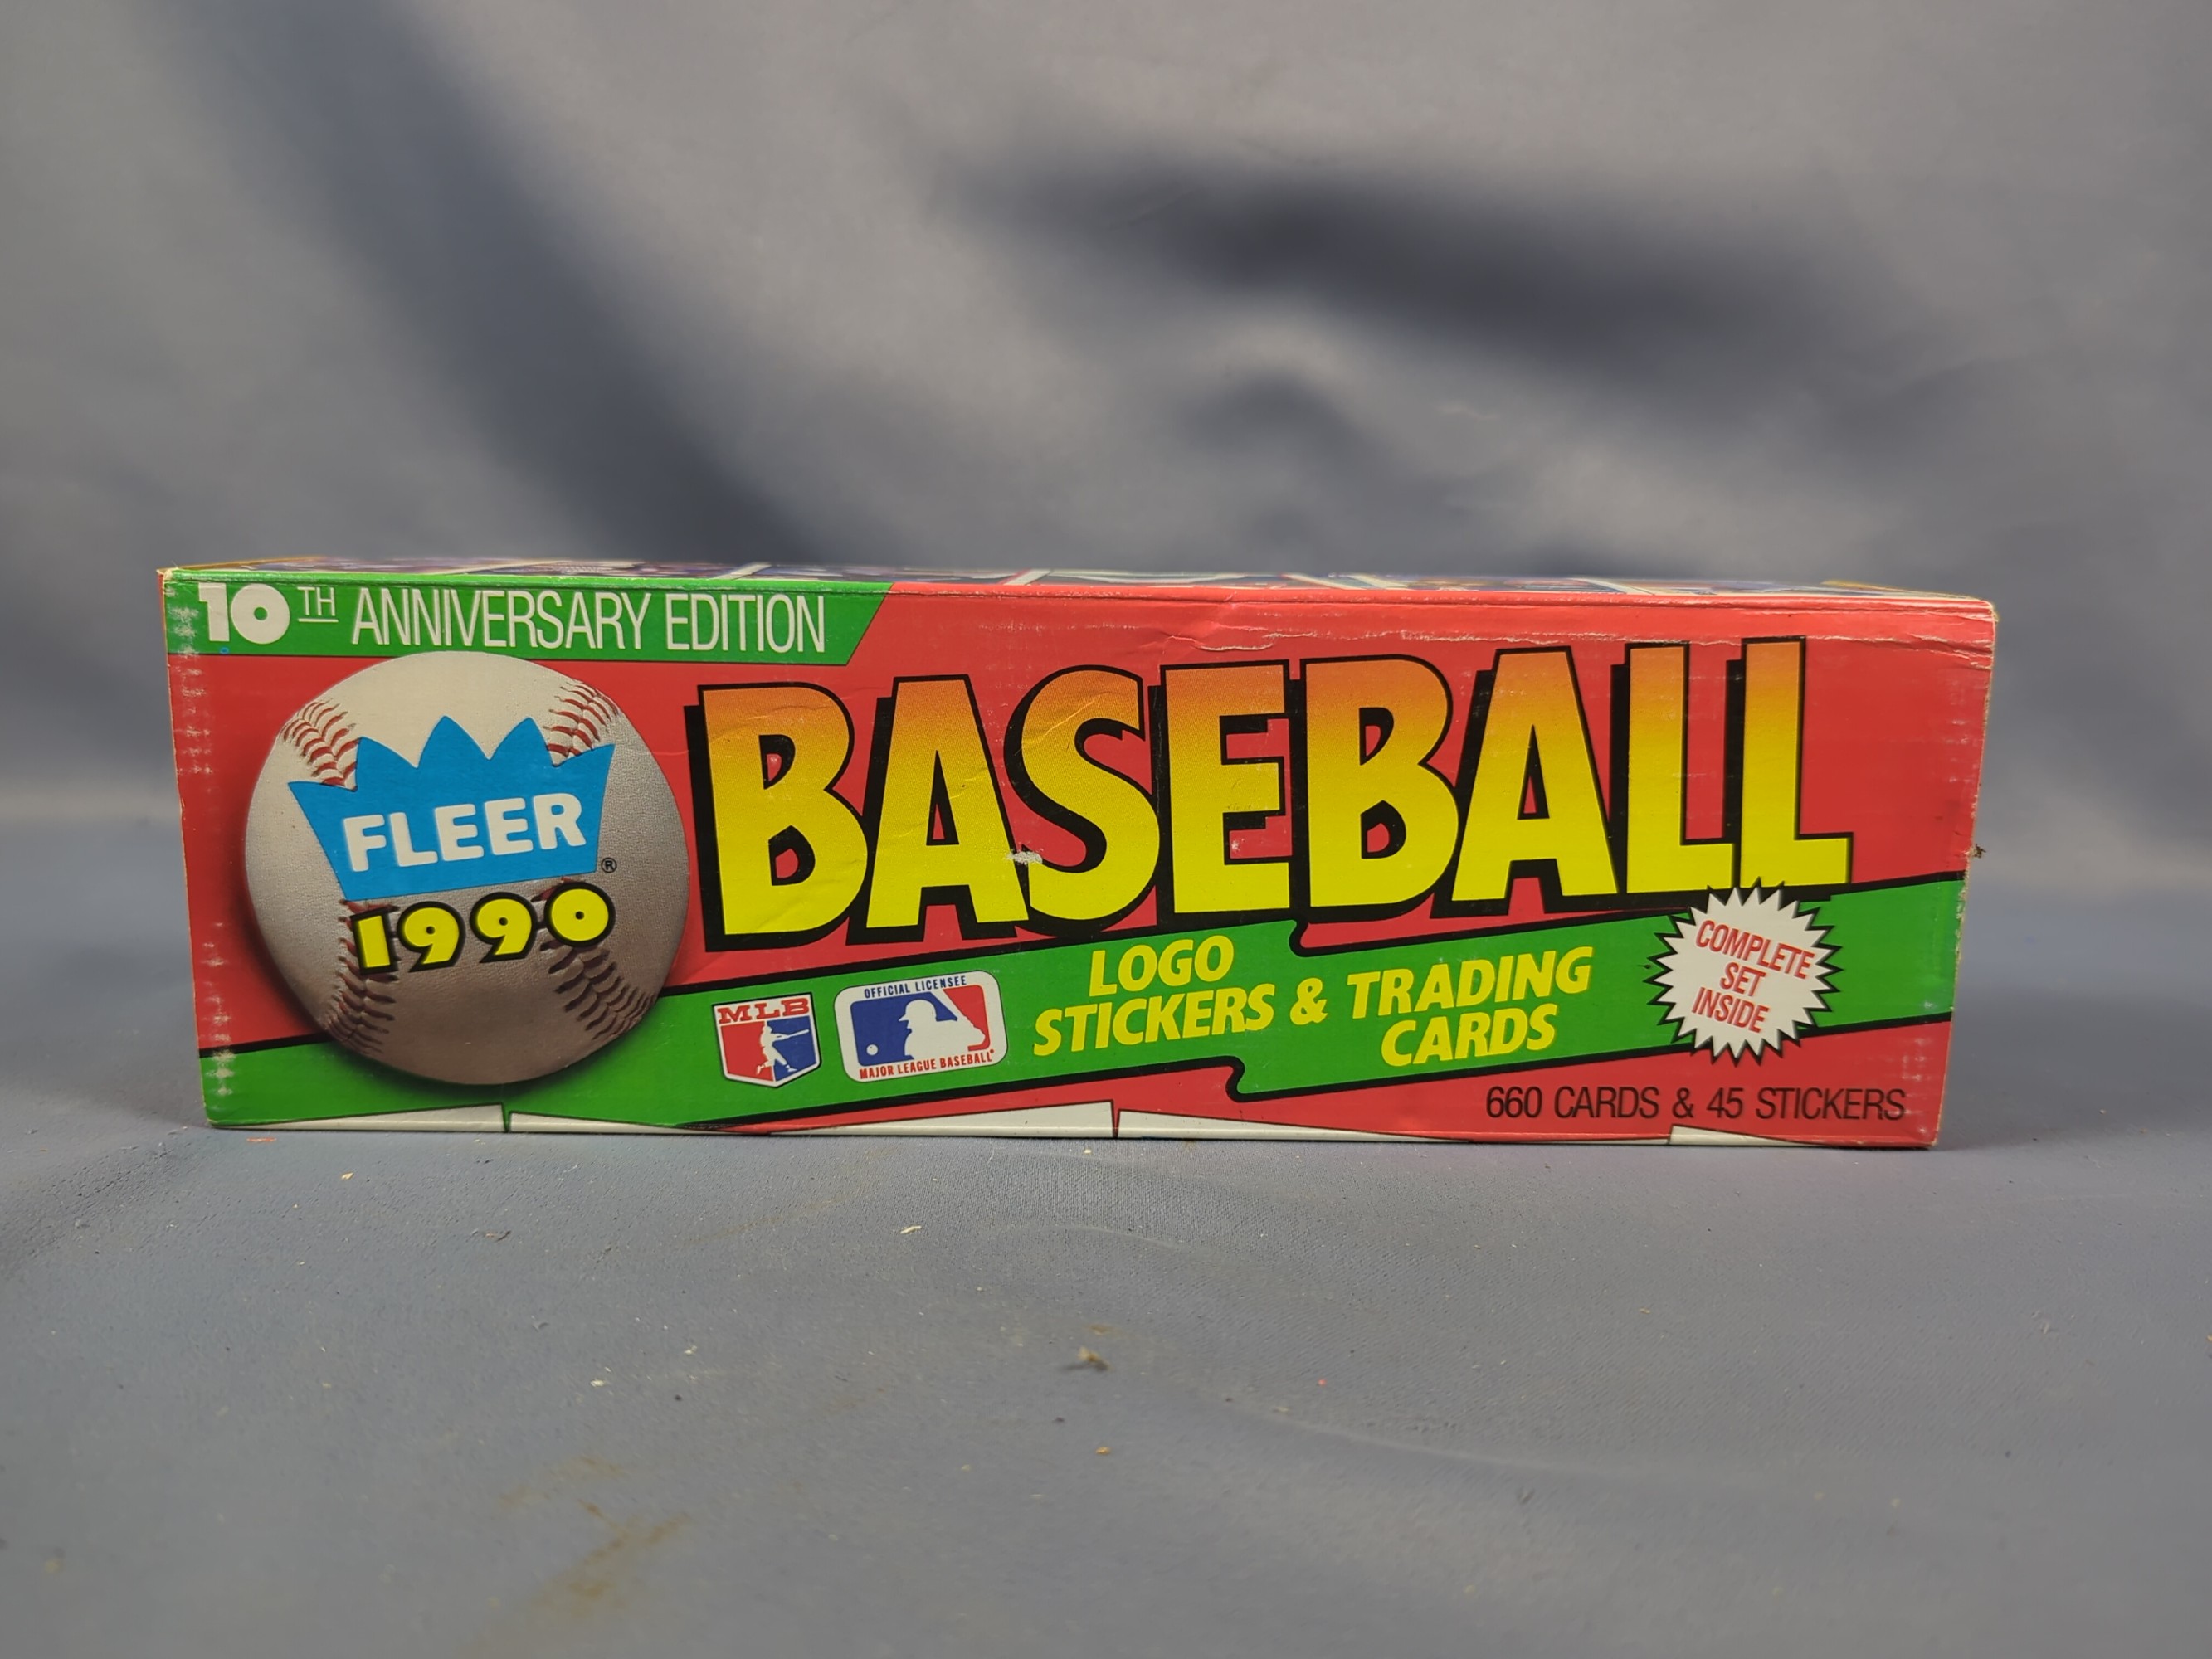 10TH ANNIVERSARY EDITION
BASEBALL
FLEER®
1990
MLB
OFFICIAL LICENSEE
MAJOR LEAGUE BASEBALL®
LOGO
STICKERS & TRADING
CARDS
COMPLETE
SET
INSIDE
660 CARDS & 45 STICKERS